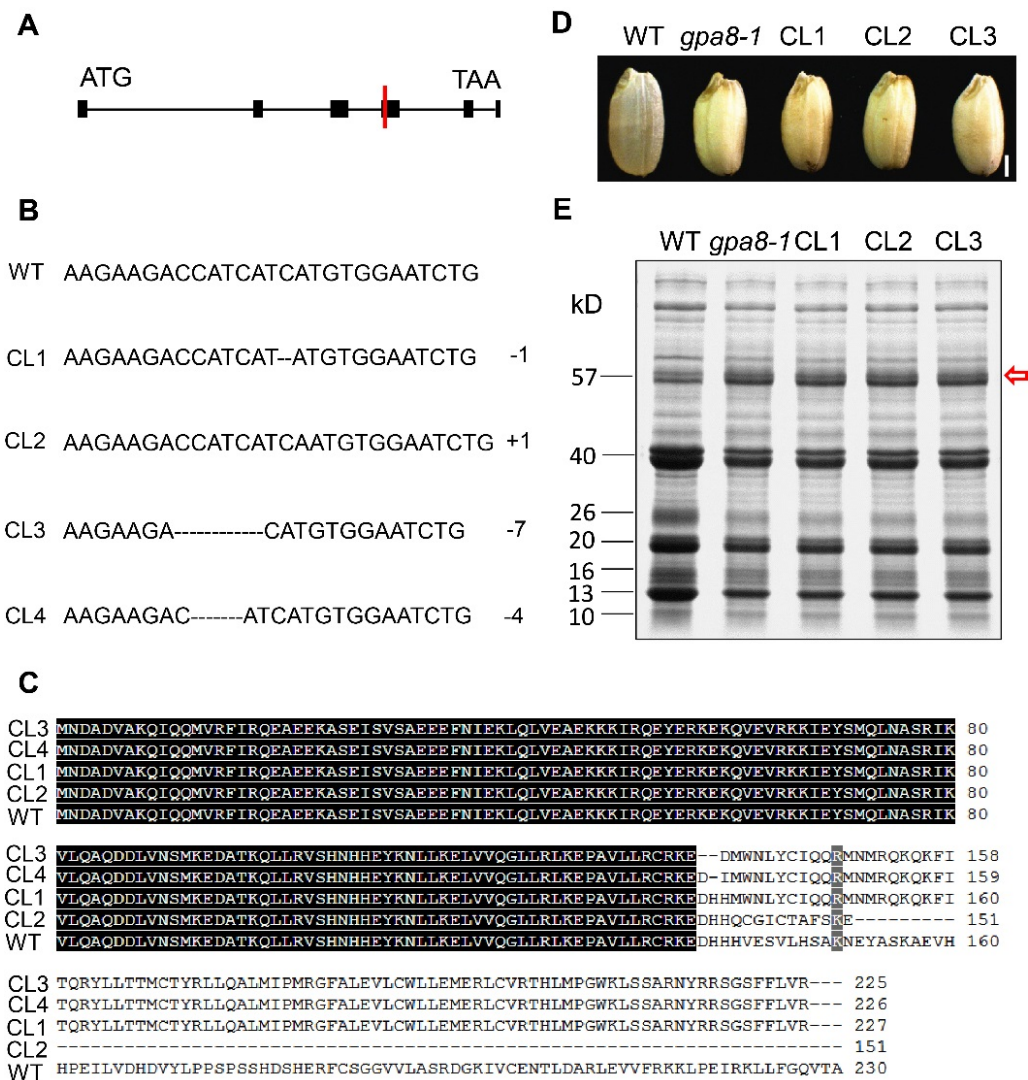 A
ATG TAA
B
WT AAGAAGACCATCATCATGTGGAATCTG
CL1 AAGAAGACCATCAT--ATGTGGAATCTG -1
CL2 AAGAAGACCATCATCAATGTGGAATCTG +1
CL3 AAGAAGA------------CATGTGGAATCTG -7
CL4 AAGAAGAC-------ATCATGTGGAATCTG -4
D
WT gpa8-1 CL1 CL2 CL3
E
WT gpa8-1 CL1 CL2 CL3
kD
57
40
26
20
16
13
10
C
CL3 MNDADVAKQIQQMVRFIRQEAEEKASEISVSAEEEFNIEKLQLVEAEKKKIRQEYERKEKQVEVRKKIEYSMQLNASRIK 80
CL4 MNDADVAKQIQQMVRFIRQEAEEKASEISVSAEEEFNIEKLQLVEAEKKKIRQEYERKEKQVEVRKKIEYSMQLNASRIK 80
CL1 MNDADVAKQIQQMVRFIRQEAEEKASEISVSAEEEFNIEKLQLVEAEKKKIRQEYERKEKQVEVRKKIEYSMQLNASRIK 80
CL2 MNDADVAKQIQQMVRFIRQEAEEKASEISVSAEEEFNIEKLQLVEAEKKKIRQEYERKEKQVEVRKKIEYSMQLNASRIK 80
WT MNDADVAKQIQQMVRFIRQEAEEKASEISVSAEEEFNIEKLQLVEAEKKKIRQEYERKEKQVEVRKKIEYSMQLNASRIK 80
CL3 VLQAQDDLVNSMKEDATKQLLRVSHNHHEYKNLLKELVVQGLLRLKEPAVLLRCRKE--DMWNLYCIQQRMNMRQKQKFI 158
CL4 VLQAQDDLVNSMKEDATKQLLRVSHNHHEYKNLLKELVVQGLLRLKEPAVLLRCRKED-IMWNLYCIQQRMNMRQKQKFI 159
CL1 VLQAQDDLVNSMKEDATKQLLRVSHNHHEYKNLLKELVVQGLLRLKEPAVLLRCRKEDHHMWNLYCIQQRMNMRQKQKFI 160
CL2 VLQAQDDLVNSMKEDATKQLLRVSHNHHEYKNLLKELVVQGLLRLKEPAVLLRCRKEDHHQCGICTAFSKE--------- 151
WT VLQAQDDLVNSMKEDATKQLLRVSHNHHEYKNLLKELVVQGLLRLKEPAVLLRCRKEDHHHVESVLHSAKNEYASKAEVH 160
CL3 TQRYLLTTMCTYRLLQALMIPMRGFALEVLCWLLEMERLCVRTHLMPGWKLSSARNYRRSGSFFLVR--- 225
CL4 TQRYLLTTMCTYRLLQALMIPMRGFALEVLCWLLEMERLCVRTHLMPGWKLSSARNYRRSGSFFLVR--- 226
CL1 TQRYLLTTMCTYRLLQALMIPMRGFALEVLCWLLEMERLCVRTHLMPGWKLSSARNYRRSGSFFLVR--- 227
CL2 ---------------------------------------------------------------------- 151
WT HPEILVDHDVYLPPSPSSHDSHERFCSGGVVLASRDGKIVCENTLDARLEVVFRKKLPEIRKLLFGQVTA 230